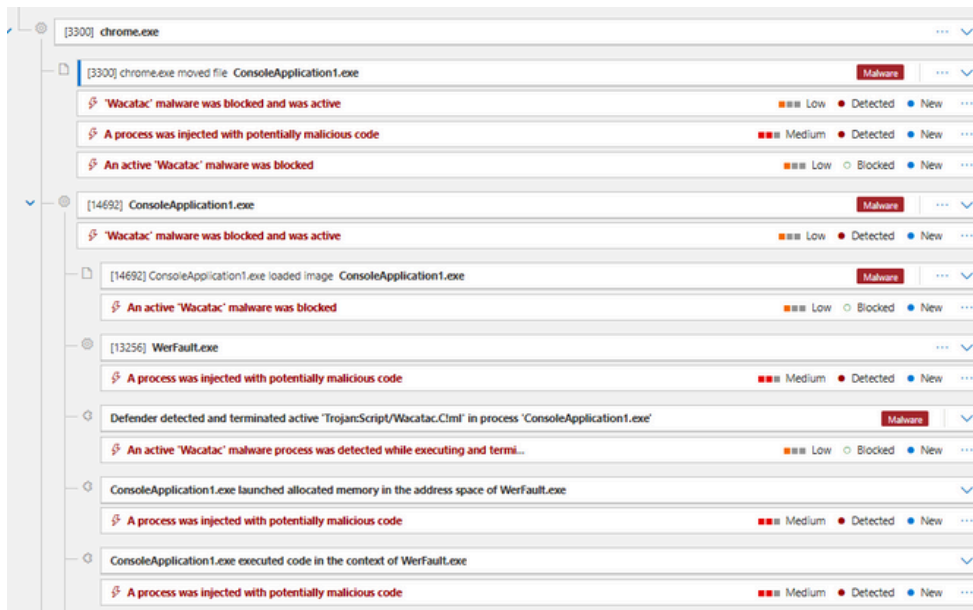 [3300] chrome.exe
[3300] chrome.exe moved file ConsoleApplication1.exe Malware
'Wacatac' malware was blocked and was active Low Detected New
A process was injected with potentially malicious code Medium Detected New
An active 'Wacatac' malware was blocked Low Blocked New
[14692] ConsoleApplication1.exe Malware
'Wacatac' malware was blocked and was active Low Detected New
[14692] ConsoleApplication1.exe loaded image ConsoleApplication1.exe Malware
An active 'Wacatac' malware was blocked Low Blocked New
[13256] WerFault.exe
A process was injected with potentially malicious code Medium Detected New
Defender detected and terminated active 'Trojan:Script/Wacatac.C!ml' in process 'ConsoleApplication1.exe' Malware
An active 'Wacatac' malware process was detected while executing and termi... Low Blocked New
ConsoleApplication1.exe launched allocated memory in the address space of WerFault.exe
A process was injected with potentially malicious code Medium Detected New
ConsoleApplication1.exe executed code in the context of WerFault.exe
A process was injected with potentially malicious code Medium Detected New